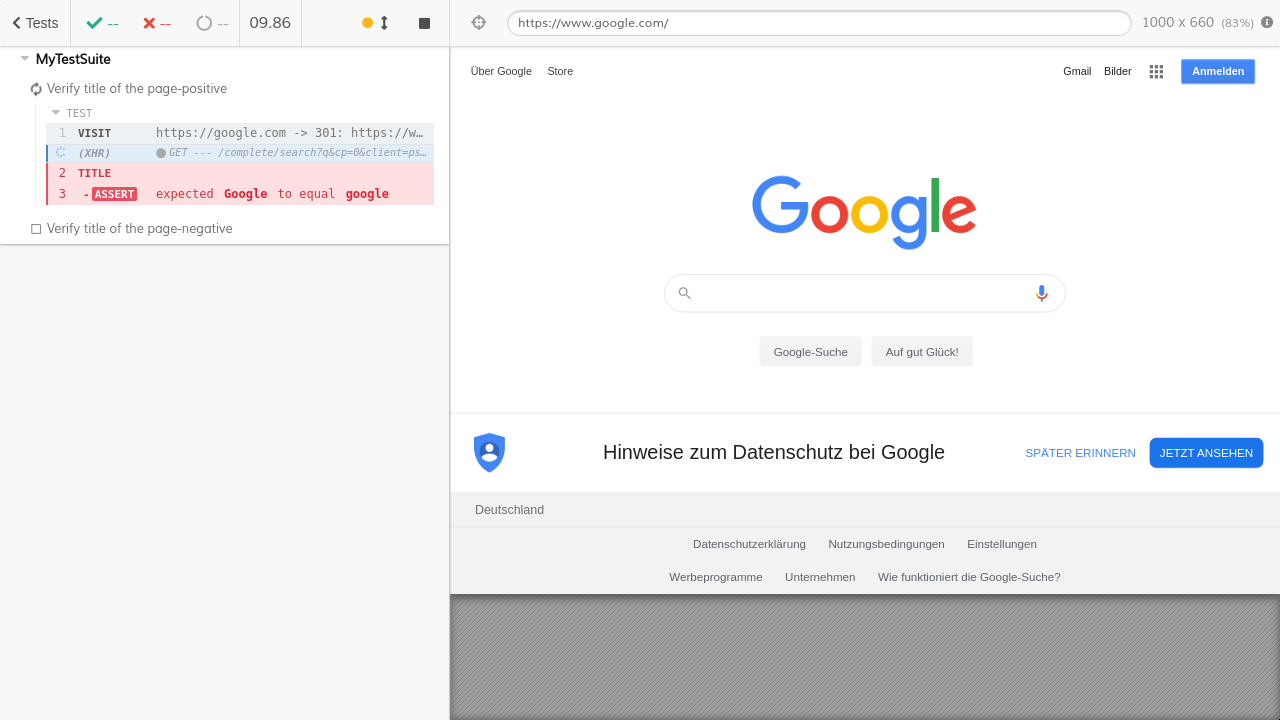 Tests -- -- -- 09.86
https://www.google.com/ 1000 x 660 (83%)
MyTestSuite
Verify title of the page-positive
TEST
1 VISIT https://google.com -> 301: https://w…
(XHR) GET --- /complete/search?q&cp=0&client=ps…
2 TITLE
3 -ASSERT expected Google to equal google
Verify title of the page-negative
Über Google Store Gmail Bilder Anmelden
Google
Google-Suche Auf gut Glück!
Hinweise zum Datenschutz bei Google SPÄTER ERINNERN JETZT ANSEHEN
Deutschland
Datenschutzerklärung Nutzungsbedingungen Einstellungen
Werbeprogramme Unternehmen Wie funktioniert die Google-Suche?